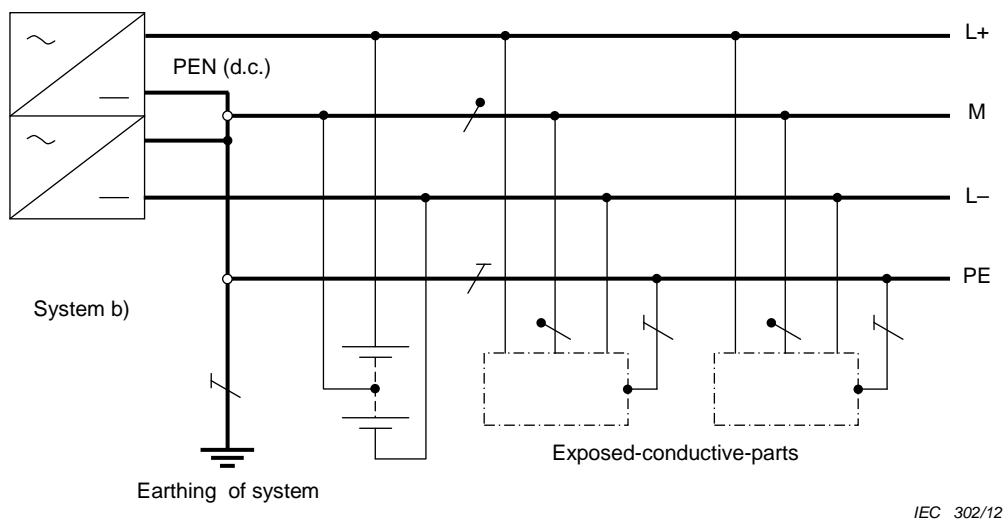 L+
PEN (d.c.)
M
L–
PE
System b)
Exposed-conductive-parts
Earthing of system
IEC 302/12